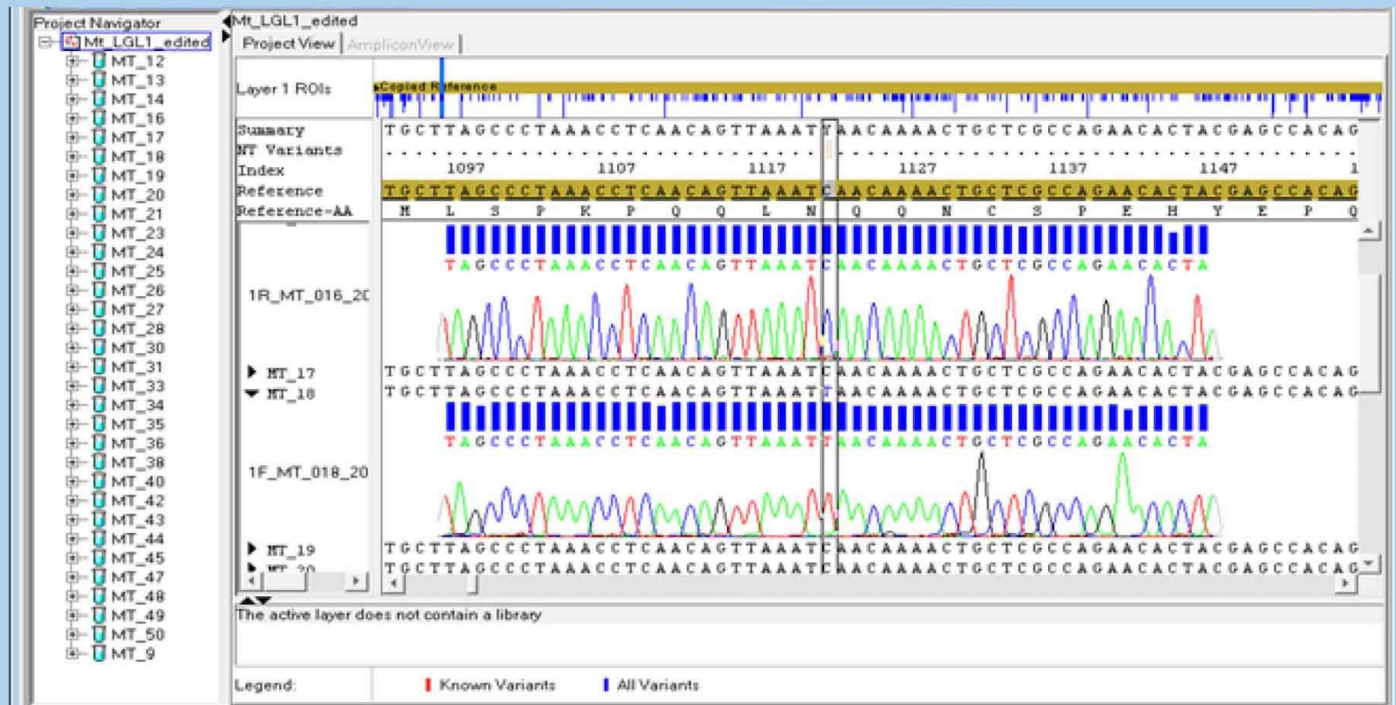 Project Navigator
Mt_LGL1_edited
MT_12
MT_13
MT_14
MT_16
MT_17
MT_18
MT_19
MT_20
MT_21
MT_23
MT_24
MT_25
MT_26
MT_27
MT_28
MT_30
MT_31
MT_33
MT_34
MT_35
MT_36
MT_38
MT_40
MT_42
MT_43
MT_44
MT_45
MT_47
MT_48
MT_49
MT_50
MT_9
Mt_LGL1_edited
Project View AmpliconView
Layer 1 ROIs Copied Reference
Summary TGCTTAGCCCTAAACCTCAACAGTTAAATYAACAAAACTGCTCGCCAGAACACTACGAGCCACAG
NT Variants
Index 1097 1107 1117 1127 1137 1147 1
Reference TGCTTAGCCCTAAACCTCAACAGTTAAATCAACAAAACTGCTCGCCAGAACACTACGAGCCACAG
Reference-AA M L S P K P Q Q L N Q Q N C S P E H Y E P Q
TAGCCCTAAACCTCAACAGTTAAATCAACAAAACTGCTCGCCAGAACACTA
1R_MT_016_20
MT_17 TGCTTAGCCCTAAACCTCAACAGTTAAATCAACAAAACTGCTCGCCAGAACACTACGAGCCACAG
MT_18 TGCTTAGCCCTAAACCTCAACAGTTAAATTAACAAAACTGCTCGCCAGAACACTACGAGCCACAG
TAGCCCTAAACCTCAACAGTTAAATTAACAAAACTGCTCGCCAGAACACTA
1F_MT_018_20
MT_19 TGCTTAGCCCTAAACCTCAACAGTTAAATCAACAAAACTGCTCGCCAGAACACTACGAGCCACAG
MT_20 TGCTTAGCCCTAAACCTCAACAGTTAAATCAACAAAACTGCTCGCCAGAACACTACGAGCCACAG
The active layer does not contain a library
Legend: Known Variants All Variants